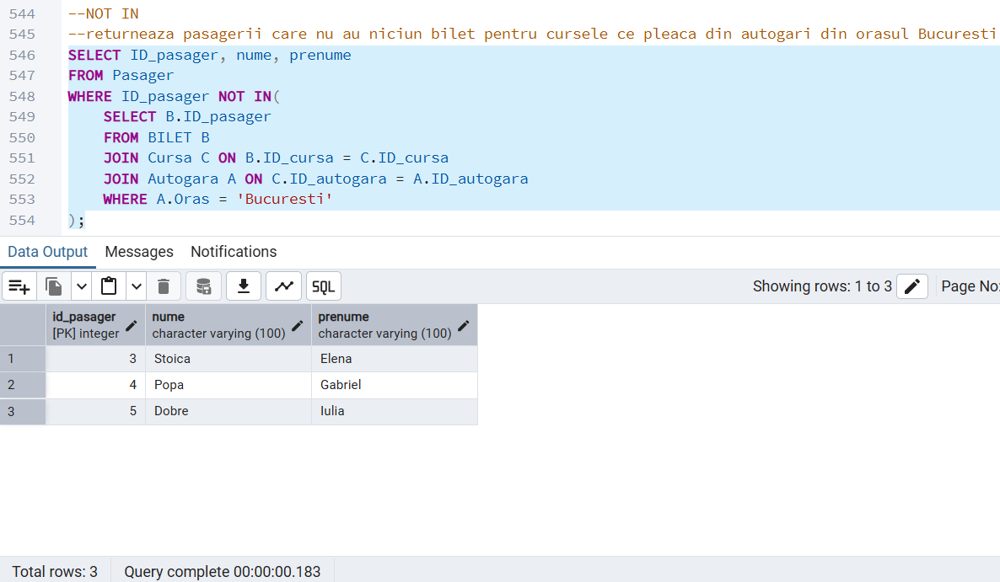 544 --NOT IN
545 --returneaza pasagerii care nu au niciun bilet pentru cursele ce pleaca din autogari din orasul Bucuresti
546 SELECT ID_pasager, nume, prenume
547 FROM Pasager
548 WHERE ID_pasager NOT IN(
549 SELECT B.ID_pasager
550 FROM BILET B
551 JOIN Cursa C ON B.ID_cursa = C.ID_cursa
552 JOIN Autogara A ON C.ID_autogara = A.ID_autogara
553 WHERE A.Oras = 'Bucuresti'
554 );
Data Output Messages Notifications
SQL Showing rows: 1 to 3 Page No:
id_pasager nume prenume
[PK] integer character varying (100) character varying (100)
1 3 Stoica Elena
2 4 Popa Gabriel
3 5 Dobre Iulia
Total rows: 3 Query complete 00:00:00.183